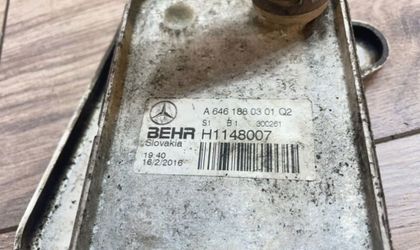 A 646 188 03 01 Q2
S1 B1 300261
BEHR H1148007
Slovakia
19:40
16/2/2016